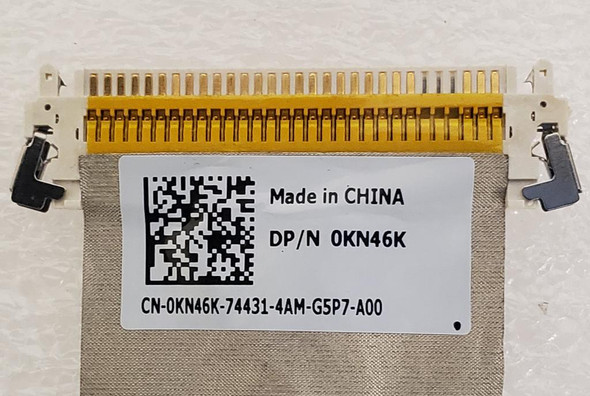 Made in CHINA
DP/N 0KN46K
CN-0KN46K-74431-4AM-G5P7-A00